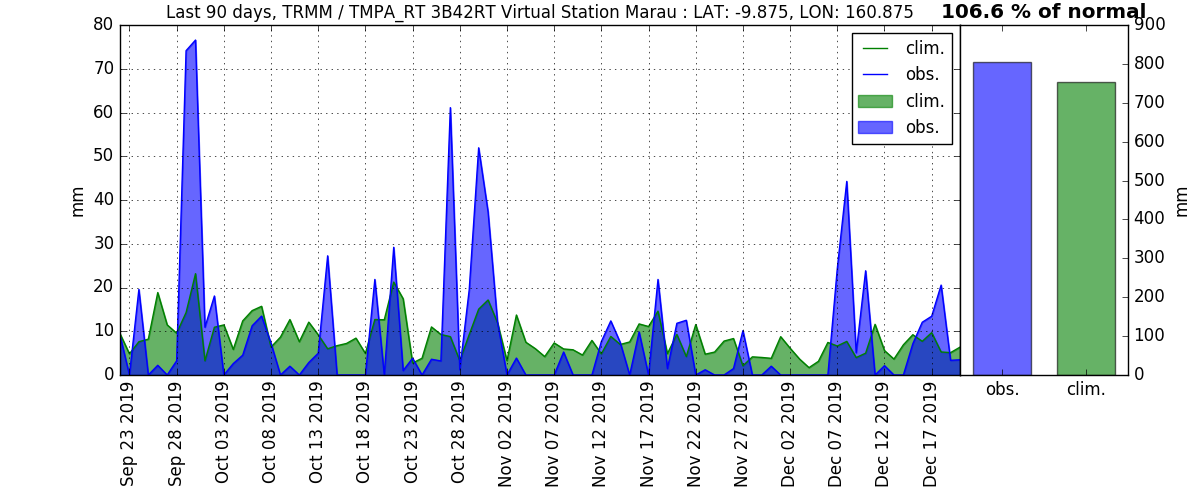 Last 90 days, TRMM / TMPA_RT 3B42RT Virtual Station Marau : LAT: -9.875, LON: 160.875
106.6 % of normal
80
70
60
50
40
30
20
10
0
mm
clim.
obs.
clim.
obs.
Sep 23 2019
Sep 28 2019
Oct 03 2019
Oct 08 2019
Oct 13 2019
Oct 18 2019
Oct 23 2019
Oct 28 2019
Nov 02 2019
Nov 07 2019
Nov 12 2019
Nov 17 2019
Nov 22 2019
Nov 27 2019
Dec 02 2019
Dec 07 2019
Dec 12 2019
Dec 17 2019
900
800
700
600
500
400
300
200
100
0
mm
obs.
clim.